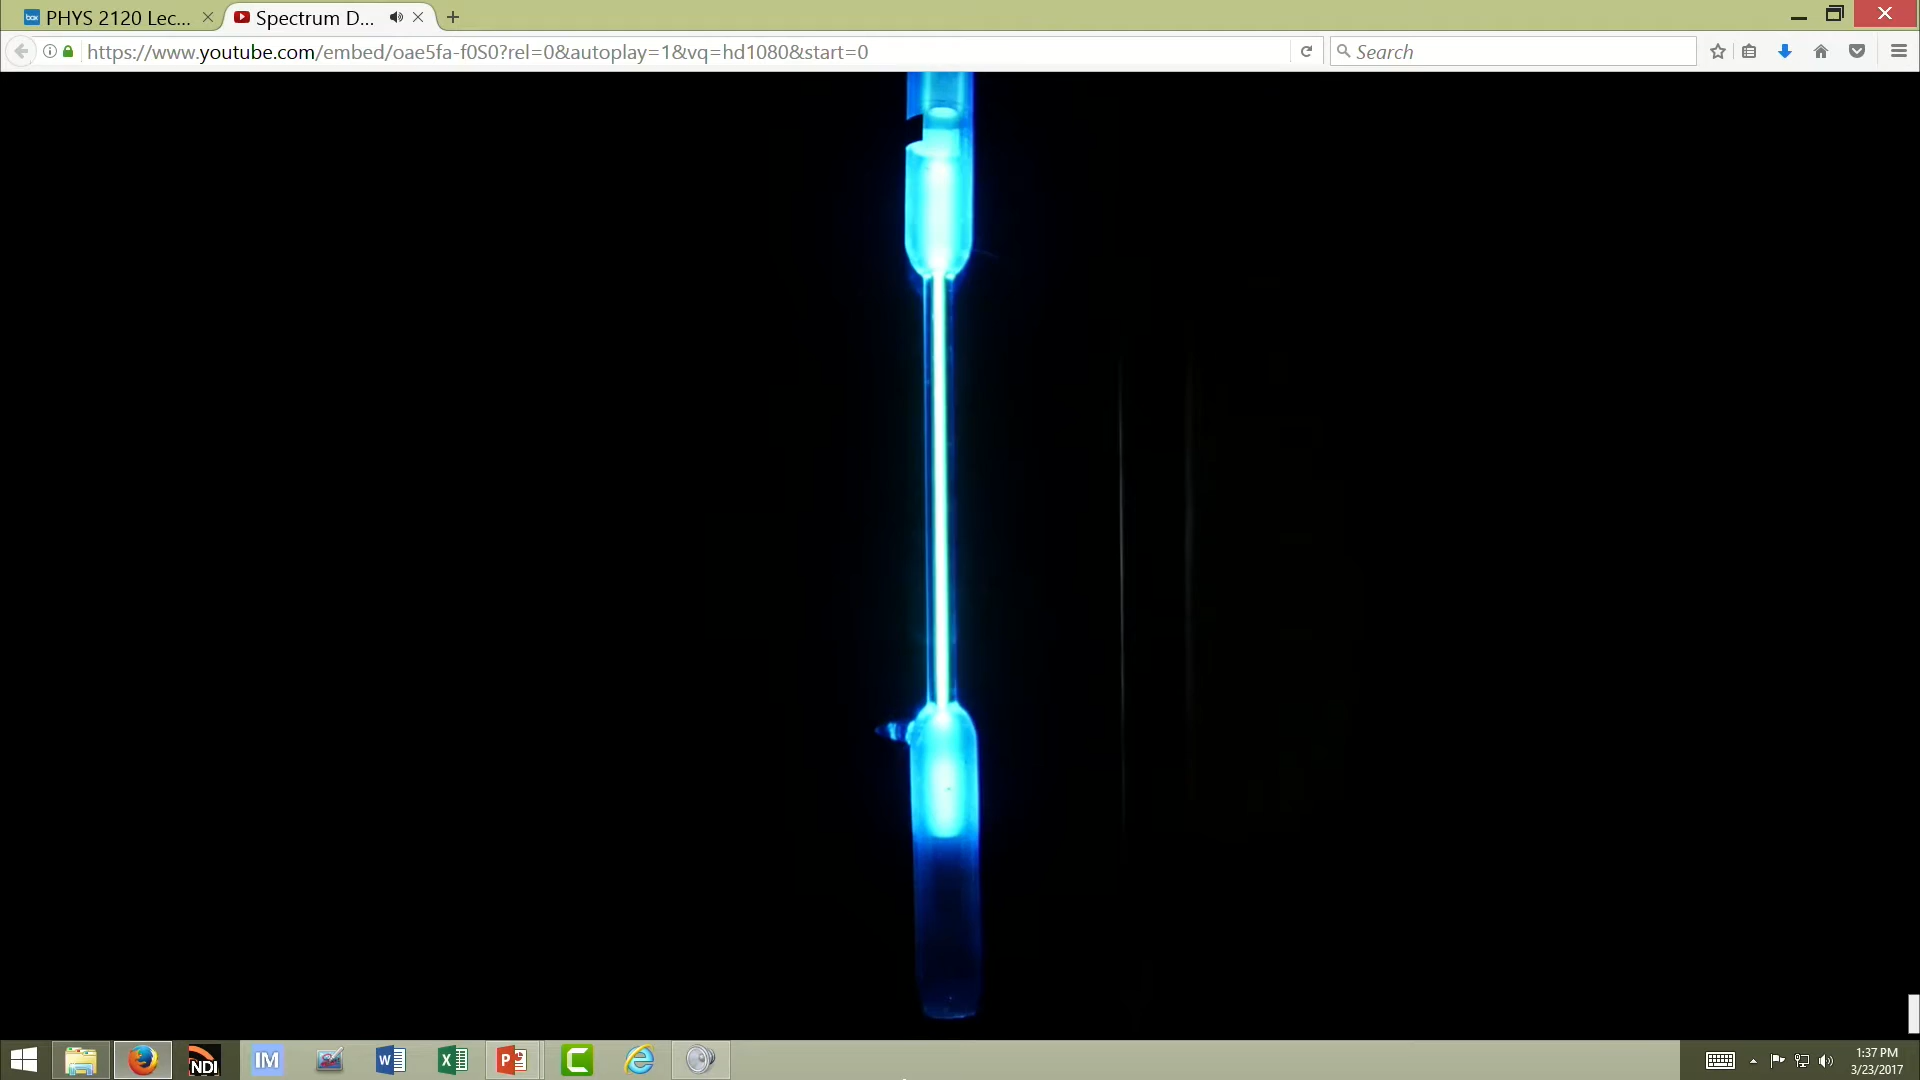 PHYS 2120 Lec...
Spectrum D...
https://www.youtube.com/embed/oae5fa-f0S0?rel=0&autoplay=1&vq=hd1080&start=0
Search
box
NDI
IM
W
X
P
C
1:37 PM
3/23/2017